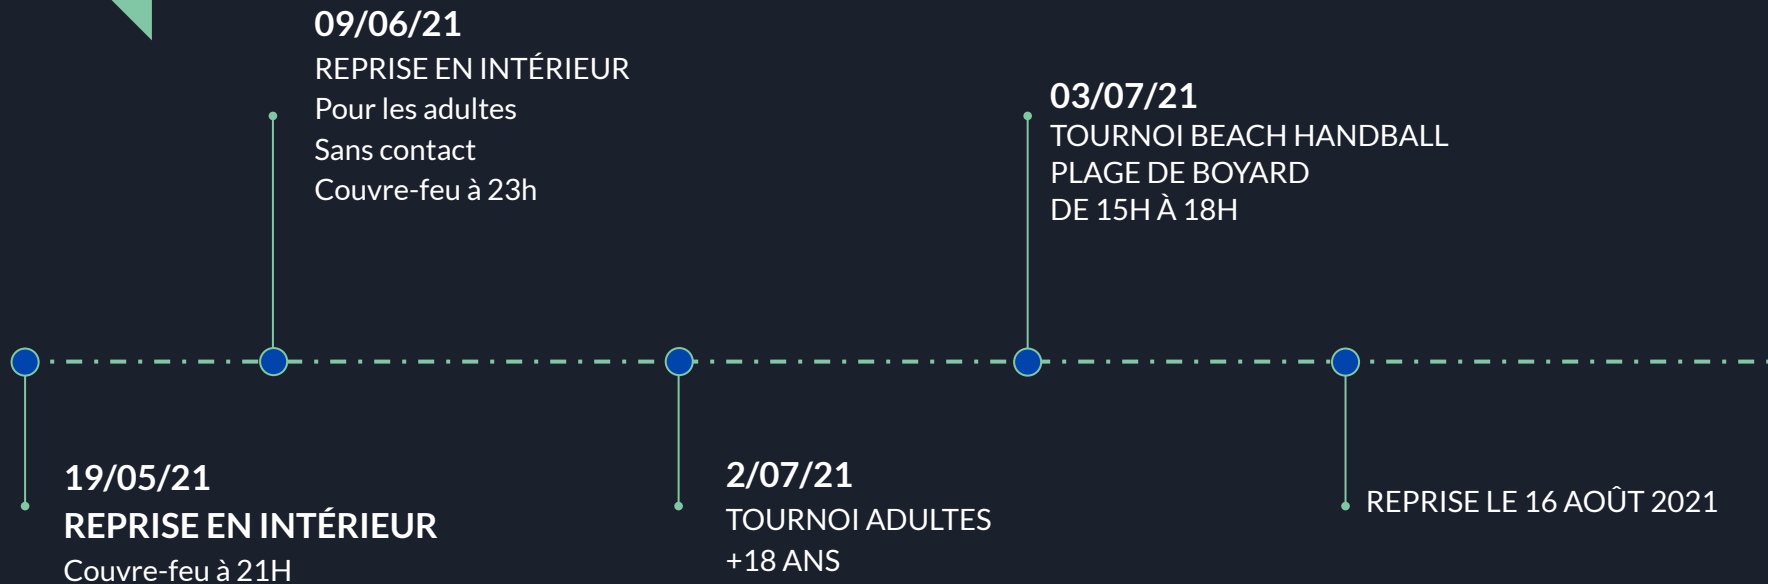 09/06/21
REPRISE EN INTÉRIEUR
Pour les adultes
Sans contact
Couvre-feu à 23h
03/07/21
TOURNOI BEACH HANDBALL
PLAGE DE BOYARD
DE 15H À 18H
19/05/21
REPRISE EN INTÉRIEUR
Couvre-feu à 21H
2/07/21
TOURNOI ADULTES
+18 ANS
REPRISE LE 16 AOÛT 2021